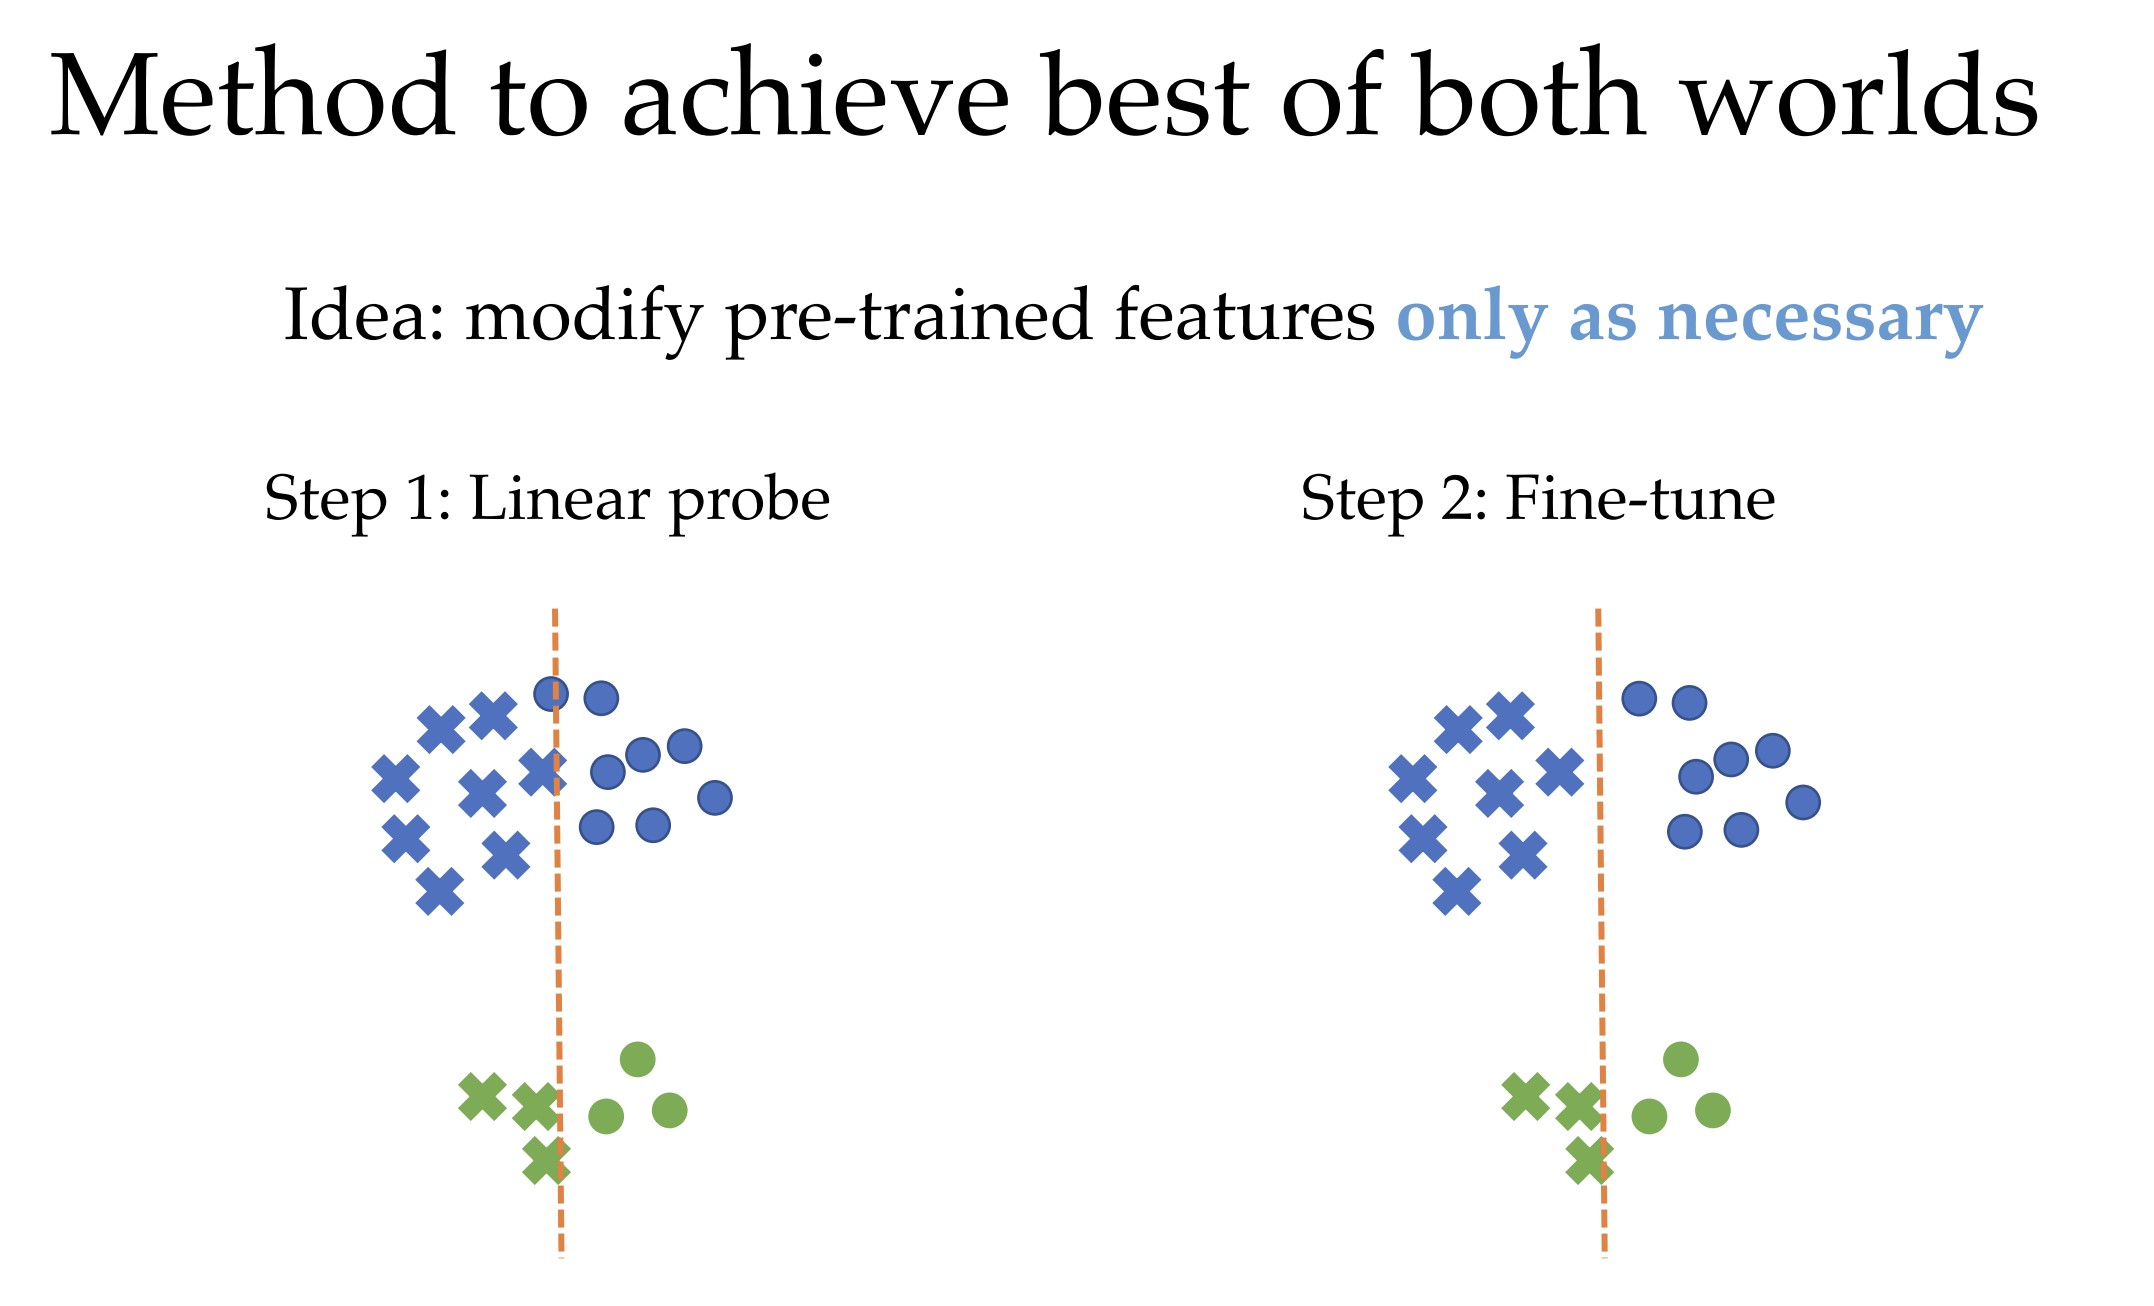 Method to achieve best of both worlds
Idea: modify pre-trained features only as necessary
Step 1: Linear probe
Step 2: Fine-tune